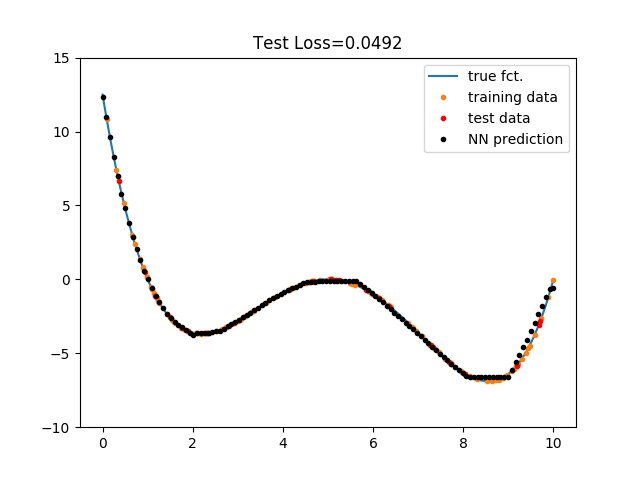 Test Loss=0.0492
15
10
5
0
−5
−10
0
2
4
6
8
10
true fct.
training data
test data
NN prediction